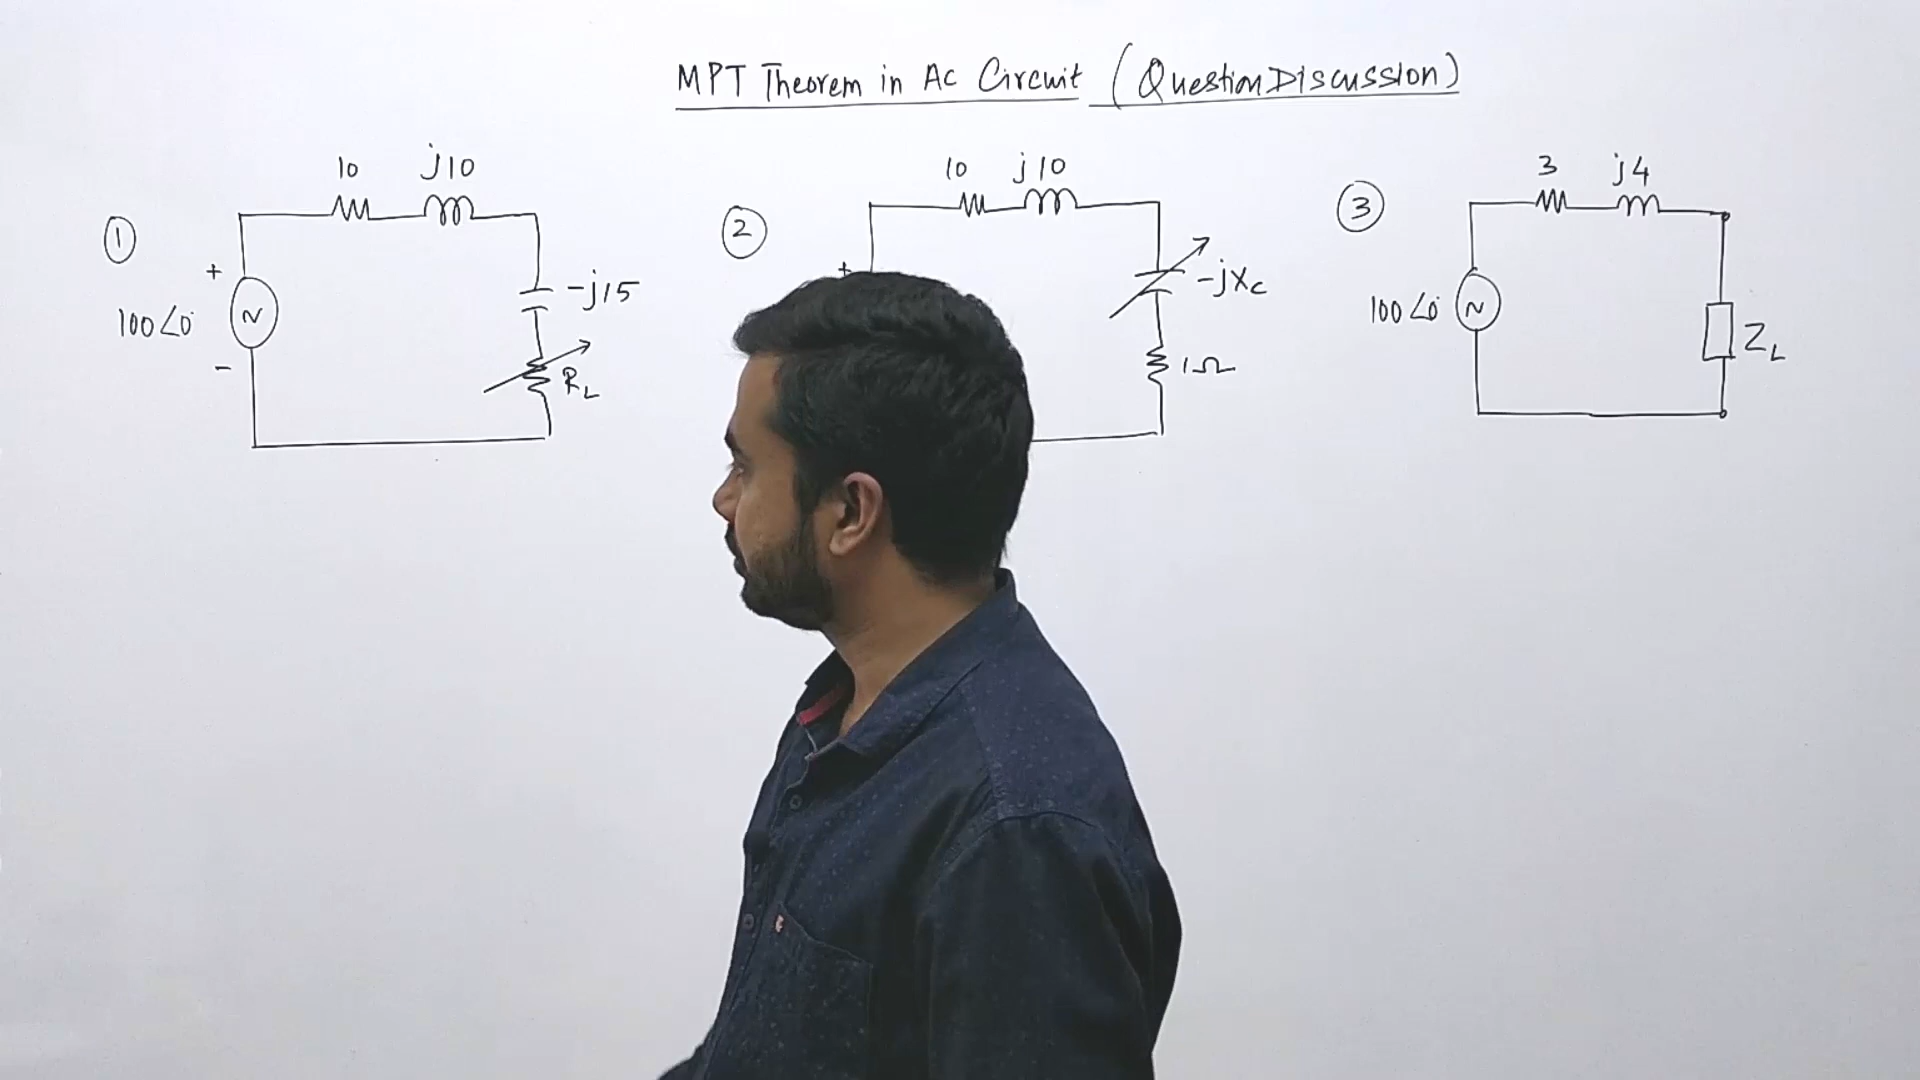 MPT Theorem in AC Circuit (Question Discussion)
①
10
j10
+
100∠0°
-
-j15
RL
②
10
j10
+
-jXc
1Ω
③
3
j4
100∠0°
ZL